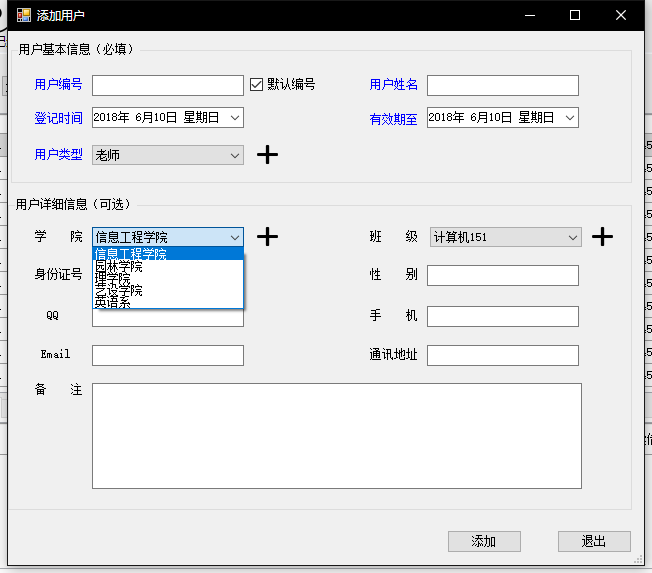 添加用户
用户基本信息（必填）
用户编号 默认编号 用户姓名
登记时间 2018年 6月10日 星期日 有效期至 2018年 6月10日 星期日
用户类型 老师
用户详细信息（可选）
学 院 信息工程学院 班 级 计算机151
信息工程学院
园林学院
理学院
艺设学院
英语系
身份证号 性 别
QQ 手 机
Email 通讯地址
备 注
添加 退出